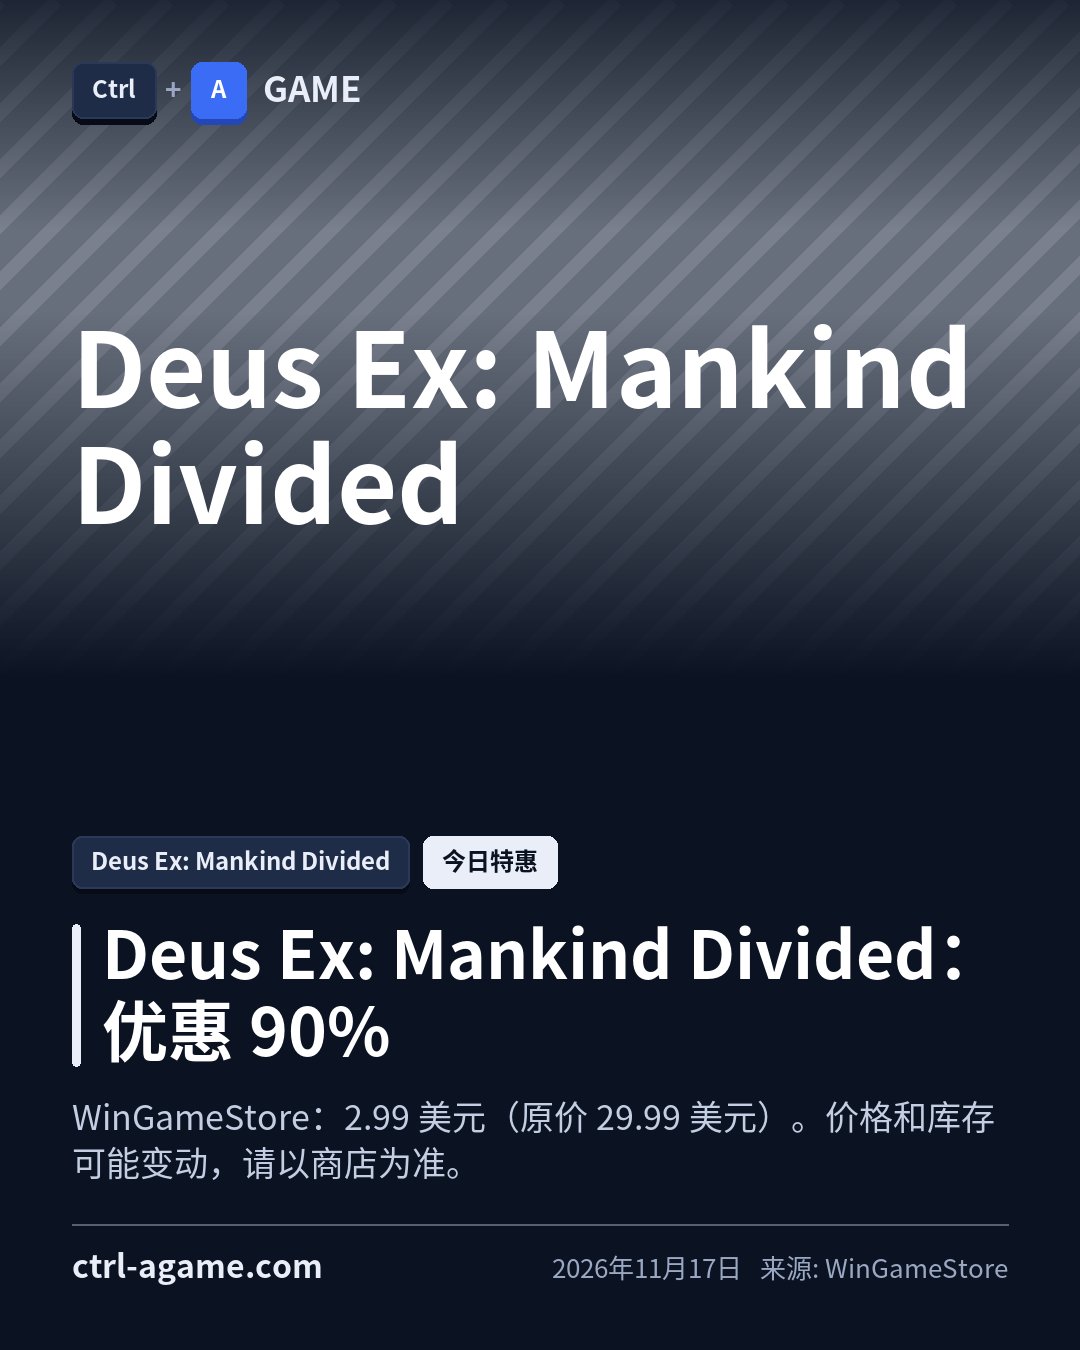 Ctrl + A GAME
Deus Ex: Mankind
Divided
Deus Ex: Mankind Divided 今日特惠
Deus Ex: Mankind Divided：
优惠 90%
WinGameStore：2.99 美元（原价 29.99 美元）。价格和库存
可能变动，请以商店为准。
ctrl-agame.com 2026年11月17日 来源: WinGameStore